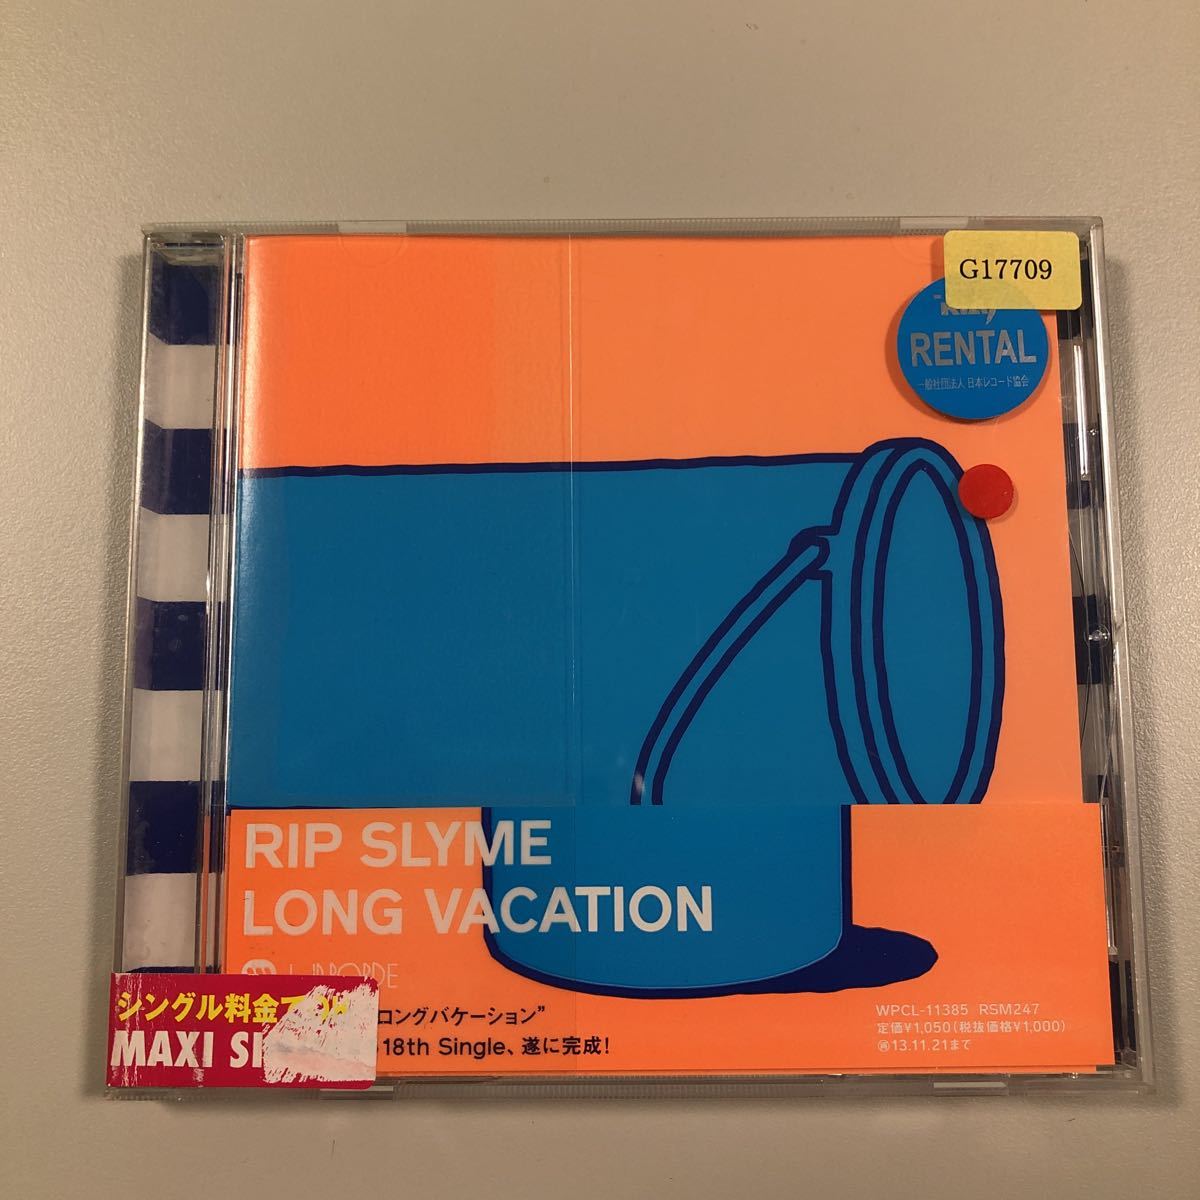 G17709
RENTAL
一般社団法人 日本レコード協会
RIP SLYME
LONG VACATION
シングル料金で
ロングバケーション”
MAXI
18th Single、遂に完成!
WPCL-11385 RSM247
定価¥1,050(税抜価格¥1,000)
13.11.21まで